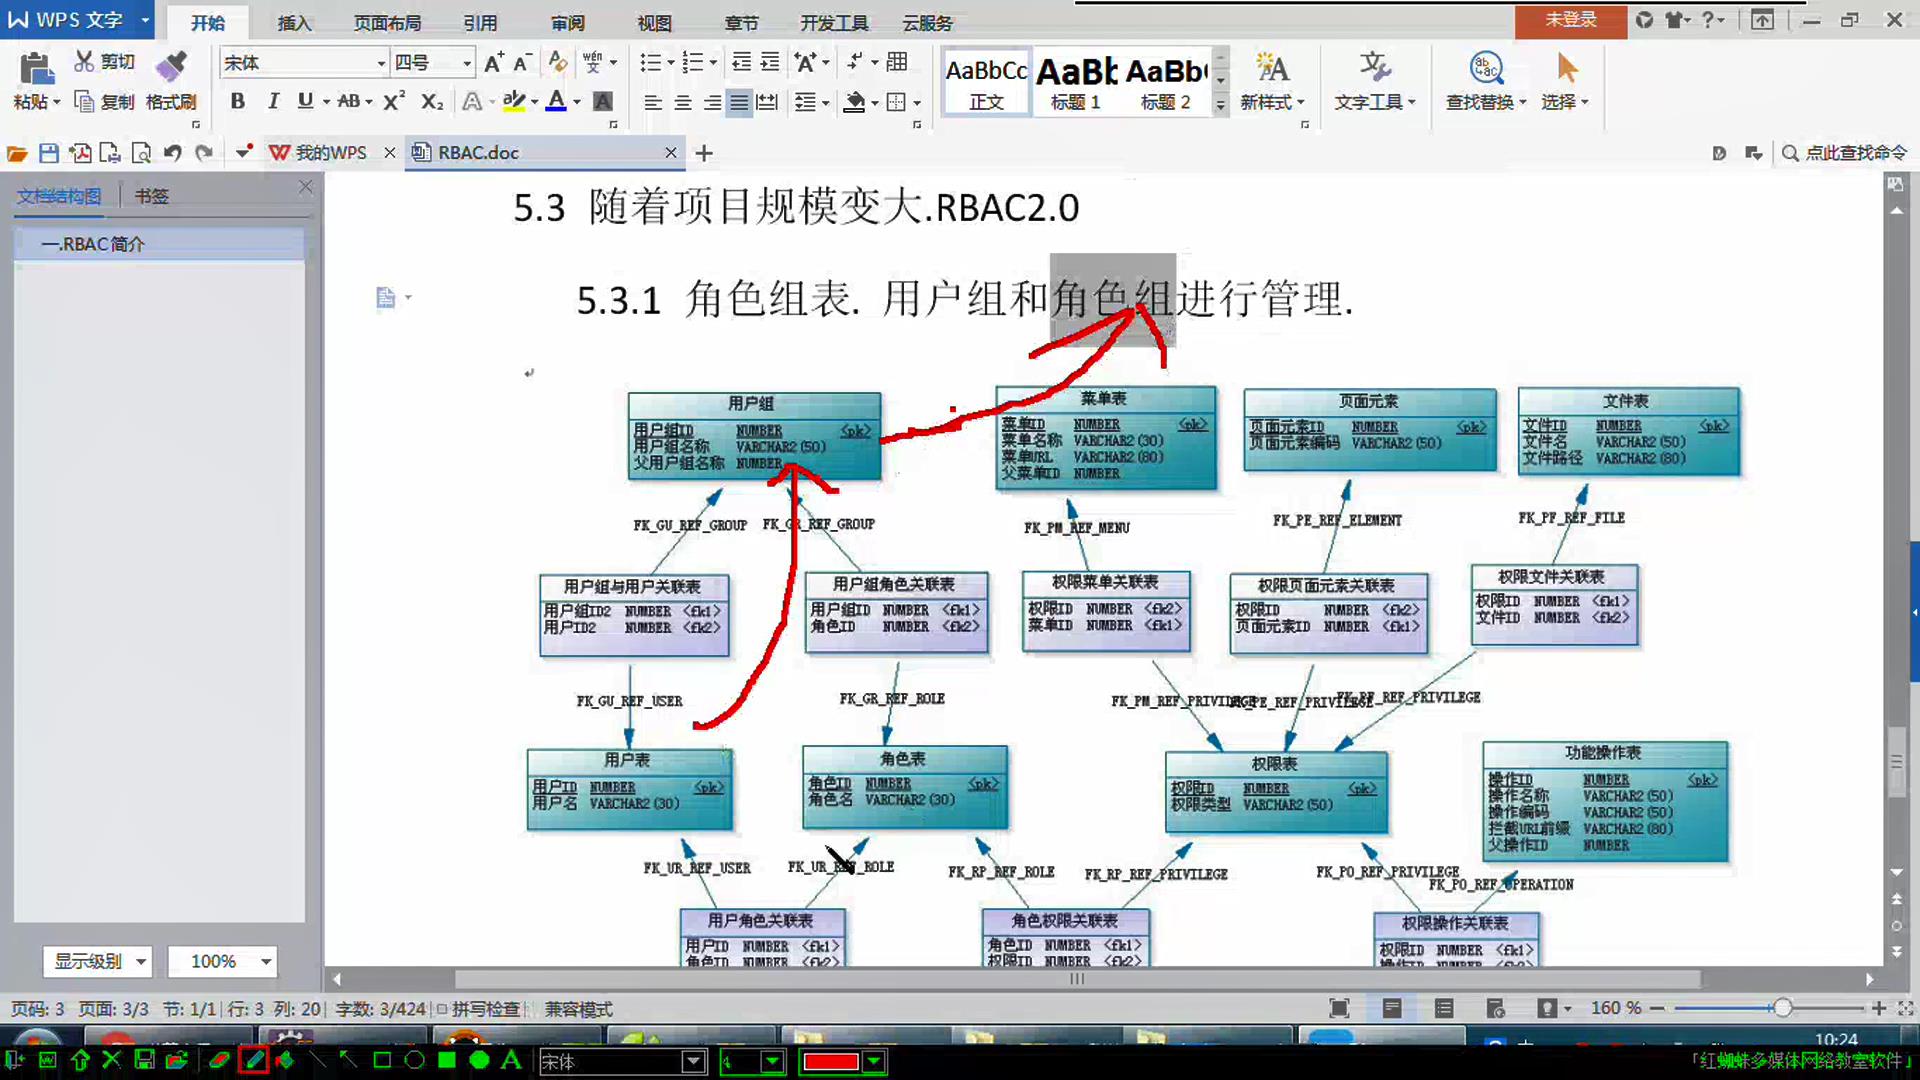 WPS 文字 开始 插入 页面布局 引用 审阅 视图 章节 开发工具 云服务 未登录
粘贴 剪切 复制 格式刷 宋体 四号 AaBbCc 正文 AaBb 标题 1 AaBb 标题 2 新样式 文字工具 查找替换 选择
我的WPS RBAC.doc 点此查找命令
文档结构图 书签
一.RBAC简介
5.3 随着项目规模变大.RBAC2.0
5.3.1 角色组表. 用户组和角色组进行管理.
用户组
用户组ID NUMBER <pk>
用户组名称 VARCHAR2(50)
父用户组名称 NUMBER
菜单表
菜单ID NUMBER <pk>
菜单名称 VARCHAR2(30)
菜单URL VARCHAR2(80)
父菜单ID NUMBER
页面元素
页面元素ID NUMBER <pk>
页面元素编码 VARCHAR2(50)
文件表
文件ID NUMBER <pk>
文件名 VARCHAR2(50)
文件路径 VARCHAR2(80)
FK_GU_REF_GROUP FK_GR_REF_GROUP FK_PM_REF_MENU FK_PE_REF_ELEMENT FK_PF_REF_FILE
用户组与用户关联表
用户组ID2 NUMBER <fk1>
用户ID2 NUMBER <fk2>
用户组角色关联表
用户组ID NUMBER <fk1>
角色ID NUMBER <fk2>
权限菜单关联表
权限ID NUMBER <fk2>
菜单ID NUMBER <fk1>
权限页面元素关联表
权限ID NUMBER <fk2>
页面元素ID NUMBER <fk1>
权限文件关联表
权限ID NUMBER <fk1>
文件ID NUMBER <fk2>
FK_GU_REF_USER FK_GR_REF_ROLE FK_PM_REF_PRIVILEGE FK_PE_REF_PRIVILEGE FK_PF_REF_PRIVILEGE
用户表
用户ID NUMBER <pk>
用户名 VARCHAR2(30)
角色表
角色ID NUMBER <pk>
角色名 VARCHAR2(30)
权限表
权限ID NUMBER <pk>
权限类型 VARCHAR2(50)
功能操作表
操作ID NUMBER <pk>
操作名称 VARCHAR2(50)
操作编码 VARCHAR2(50)
拦截URL前缀 VARCHAR2(80)
父操作ID NUMBER
FK_UR_REF_USER FK_UR_REF_ROLE FK_RP_REF_ROLE FK_RP_REF_PRIVILEGE FK_PO_REF_PRIVILEGE
FK_PO_REF_OPERATION
用户角色关联表
用户ID NUMBER <fk1>
角色ID NUMBER <fk2>
角色权限关联表
角色ID NUMBER <fk1>
权限ID NUMBER <fk2>
权限操作关联表
权限ID NUMBER <fk1>
显示级别 100%
页码: 3 页面: 3/3 节: 1/1 行: 3 列: 20 字数: 3/424 拼写检查 兼容模式 160 %
10:24
宋体 4 「红蜘蛛多媒体网络教室软件」